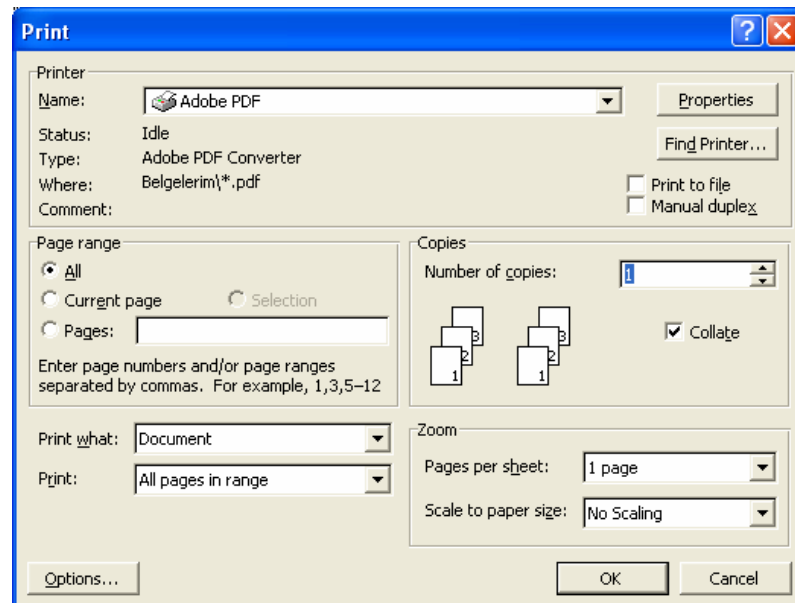 Print
Printer
Name: Adobe PDF Properties
Status: Idle Find Printer...
Type: Adobe PDF Converter
Where: Belgelerim\*.pdf Print to file
Comment: Manual duplex
Page range
All
Current page Selection
Pages:
Enter page numbers and/or page ranges
separated by commas. For example, 1,3,5–12
Copies
Number of copies: 1
3 3
2 2
1 1
Collate
Print what: Document
Print: All pages in range
Zoom
Pages per sheet: 1 page
Scale to paper size: No Scaling
Options... OK Cancel